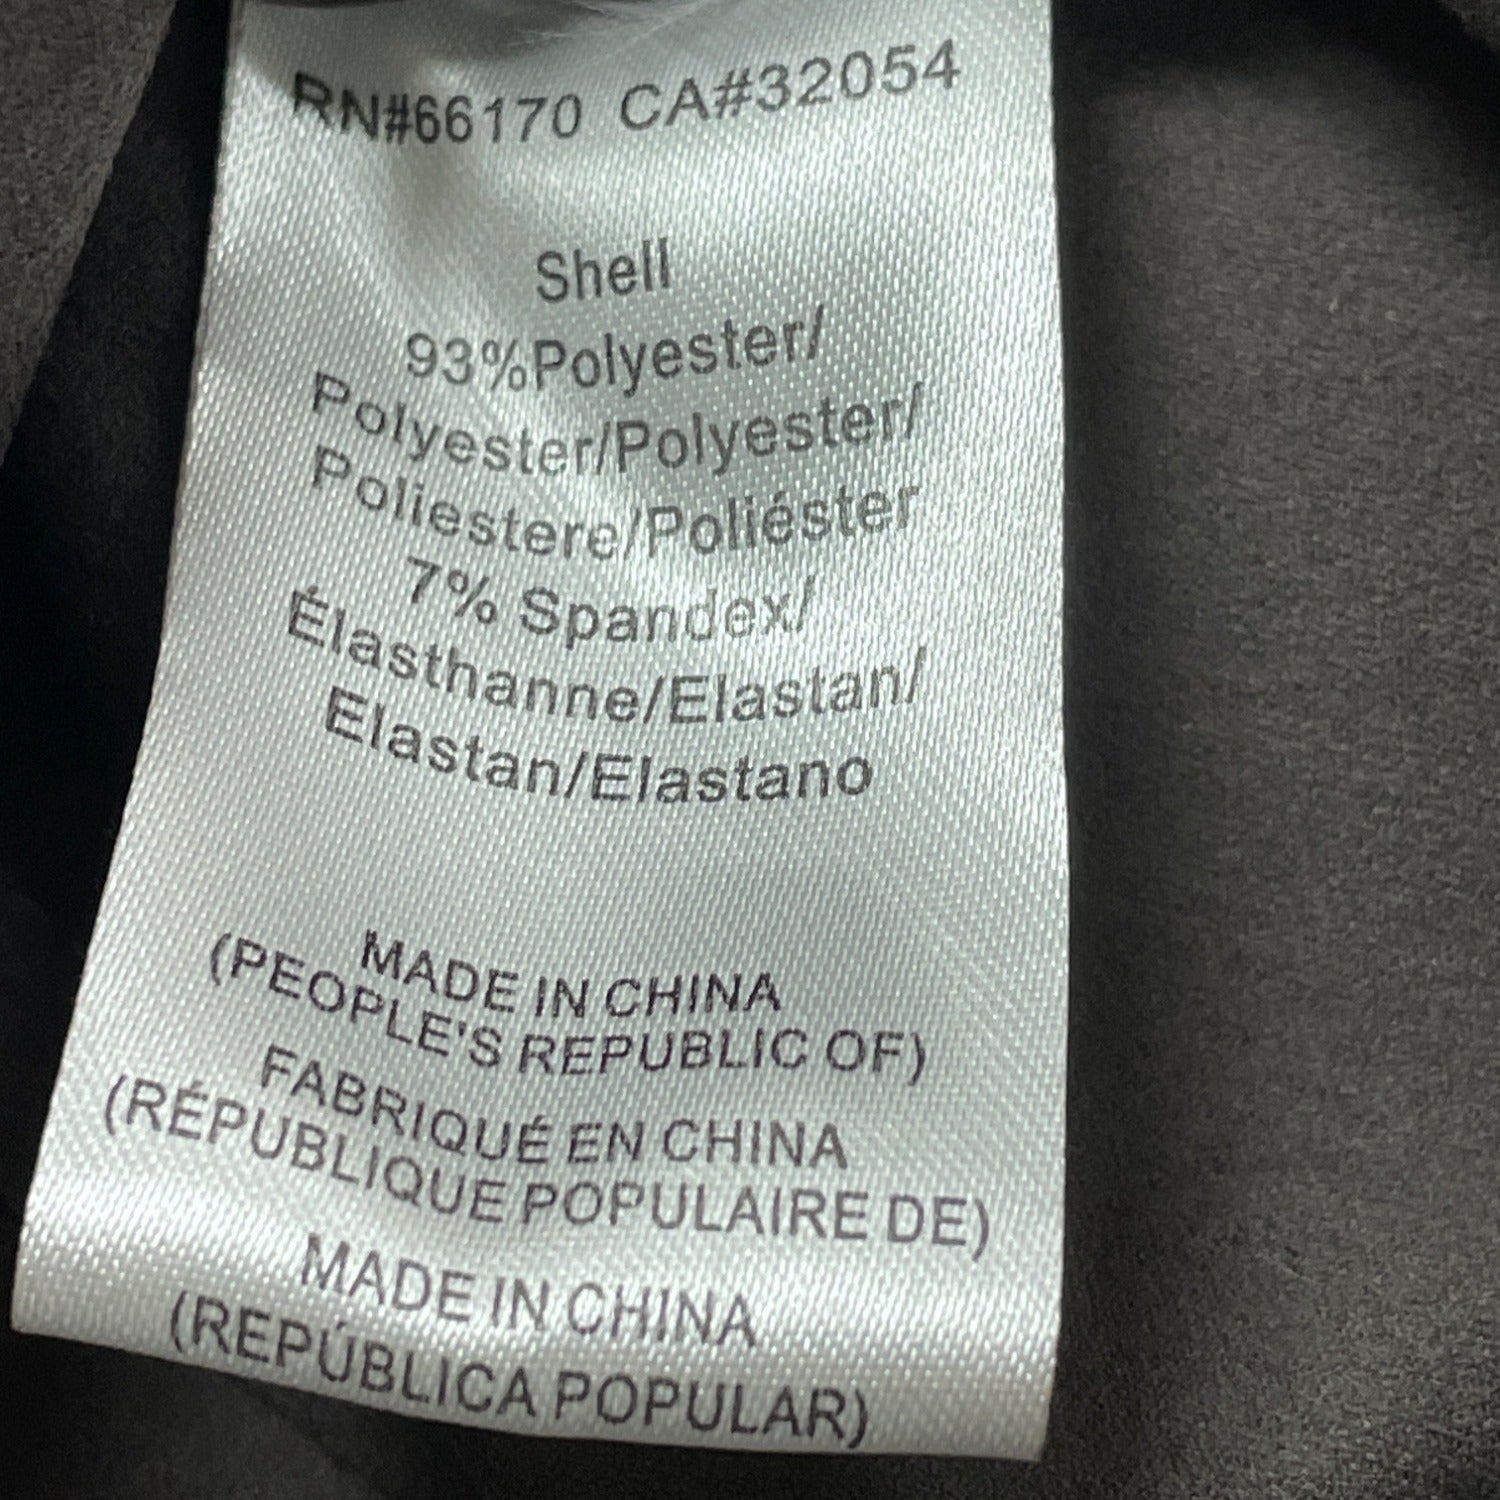 RN#66170 CA#32054
Shell
93%Polyester/
Polyester/Polyester/
Poliestere/Poliéster
7% Spandex/
Élasthanne/Elastan/
Elastan/Elastano
MADE IN CHINA
(PEOPLE'S REPUBLIC OF)
FABRIQUÉ EN CHINA
(RÉPUBLIQUE POPULAIRE DE)
MADE IN CHINA
(REPÚBLICA POPULAR)